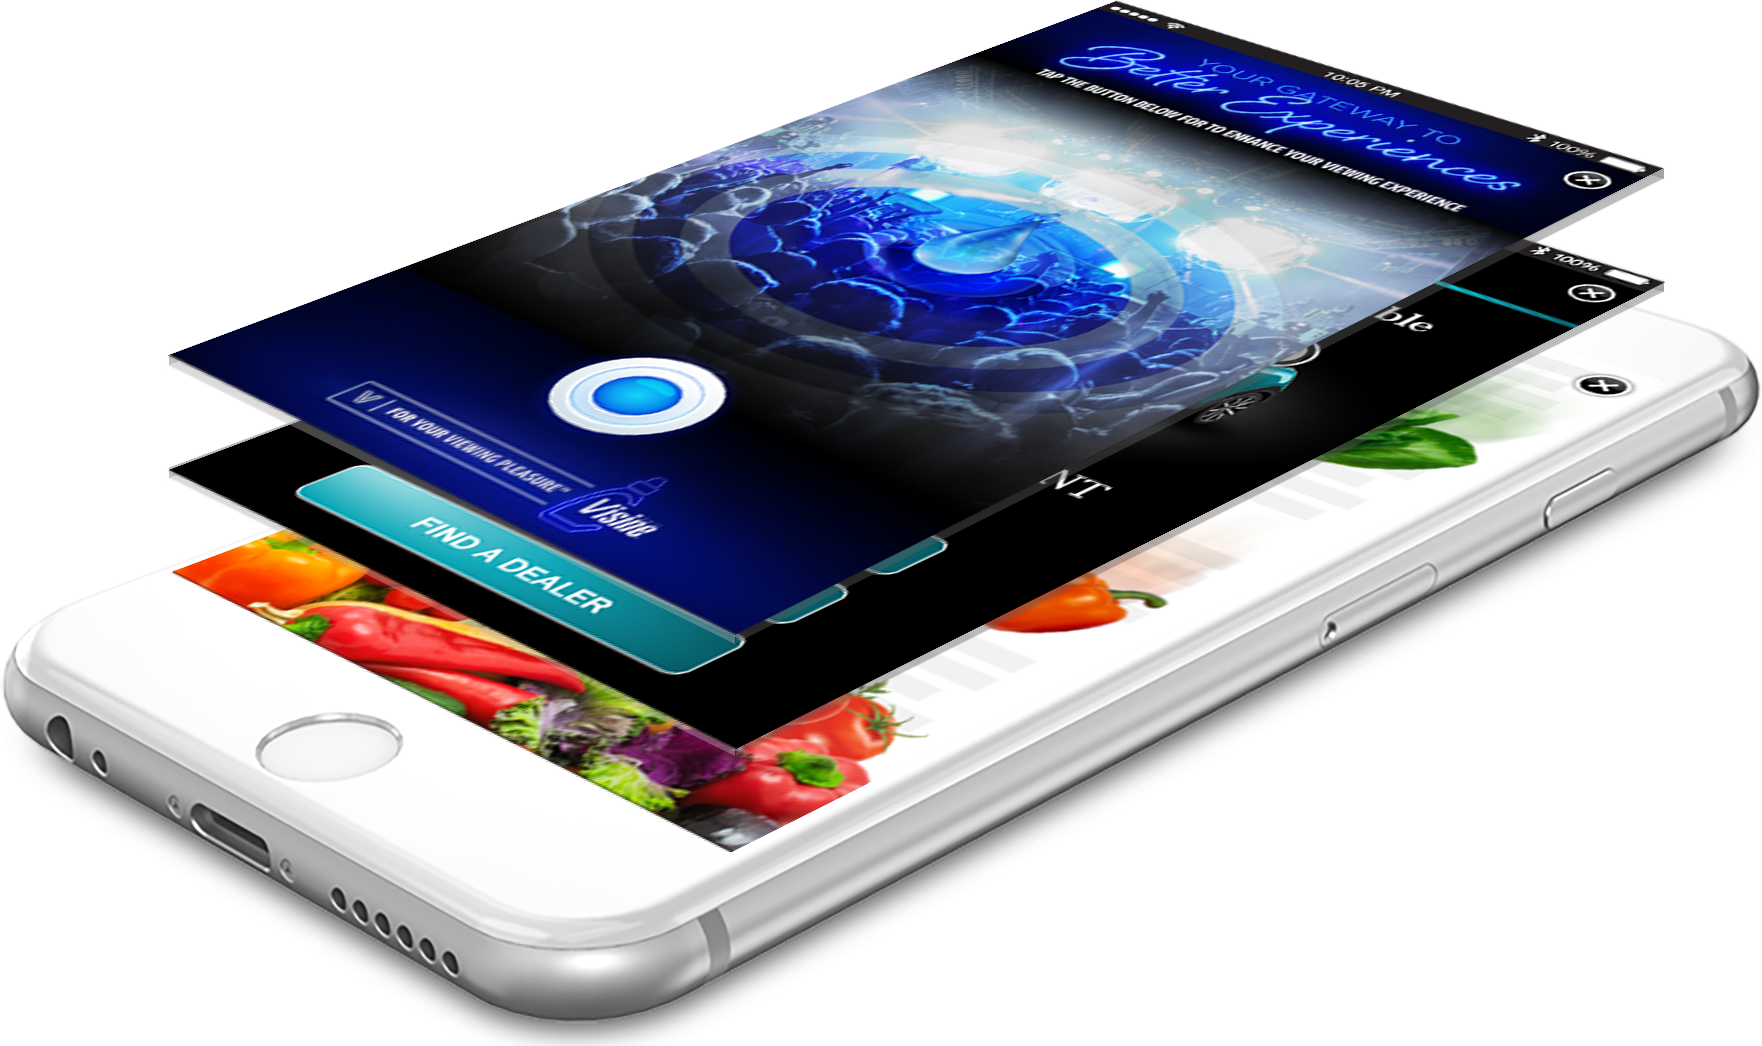 10:05 PM
100%
YOUR GATEWAY TO
Better Experiences
TAP THE BUTTON BELOW FOR TO ENHANCE YOUR VIEWING EXPERIENCE
FOR YOUR VIEWING PLEASURE™
Visine
100%
ble
NT
FIND A DEALER